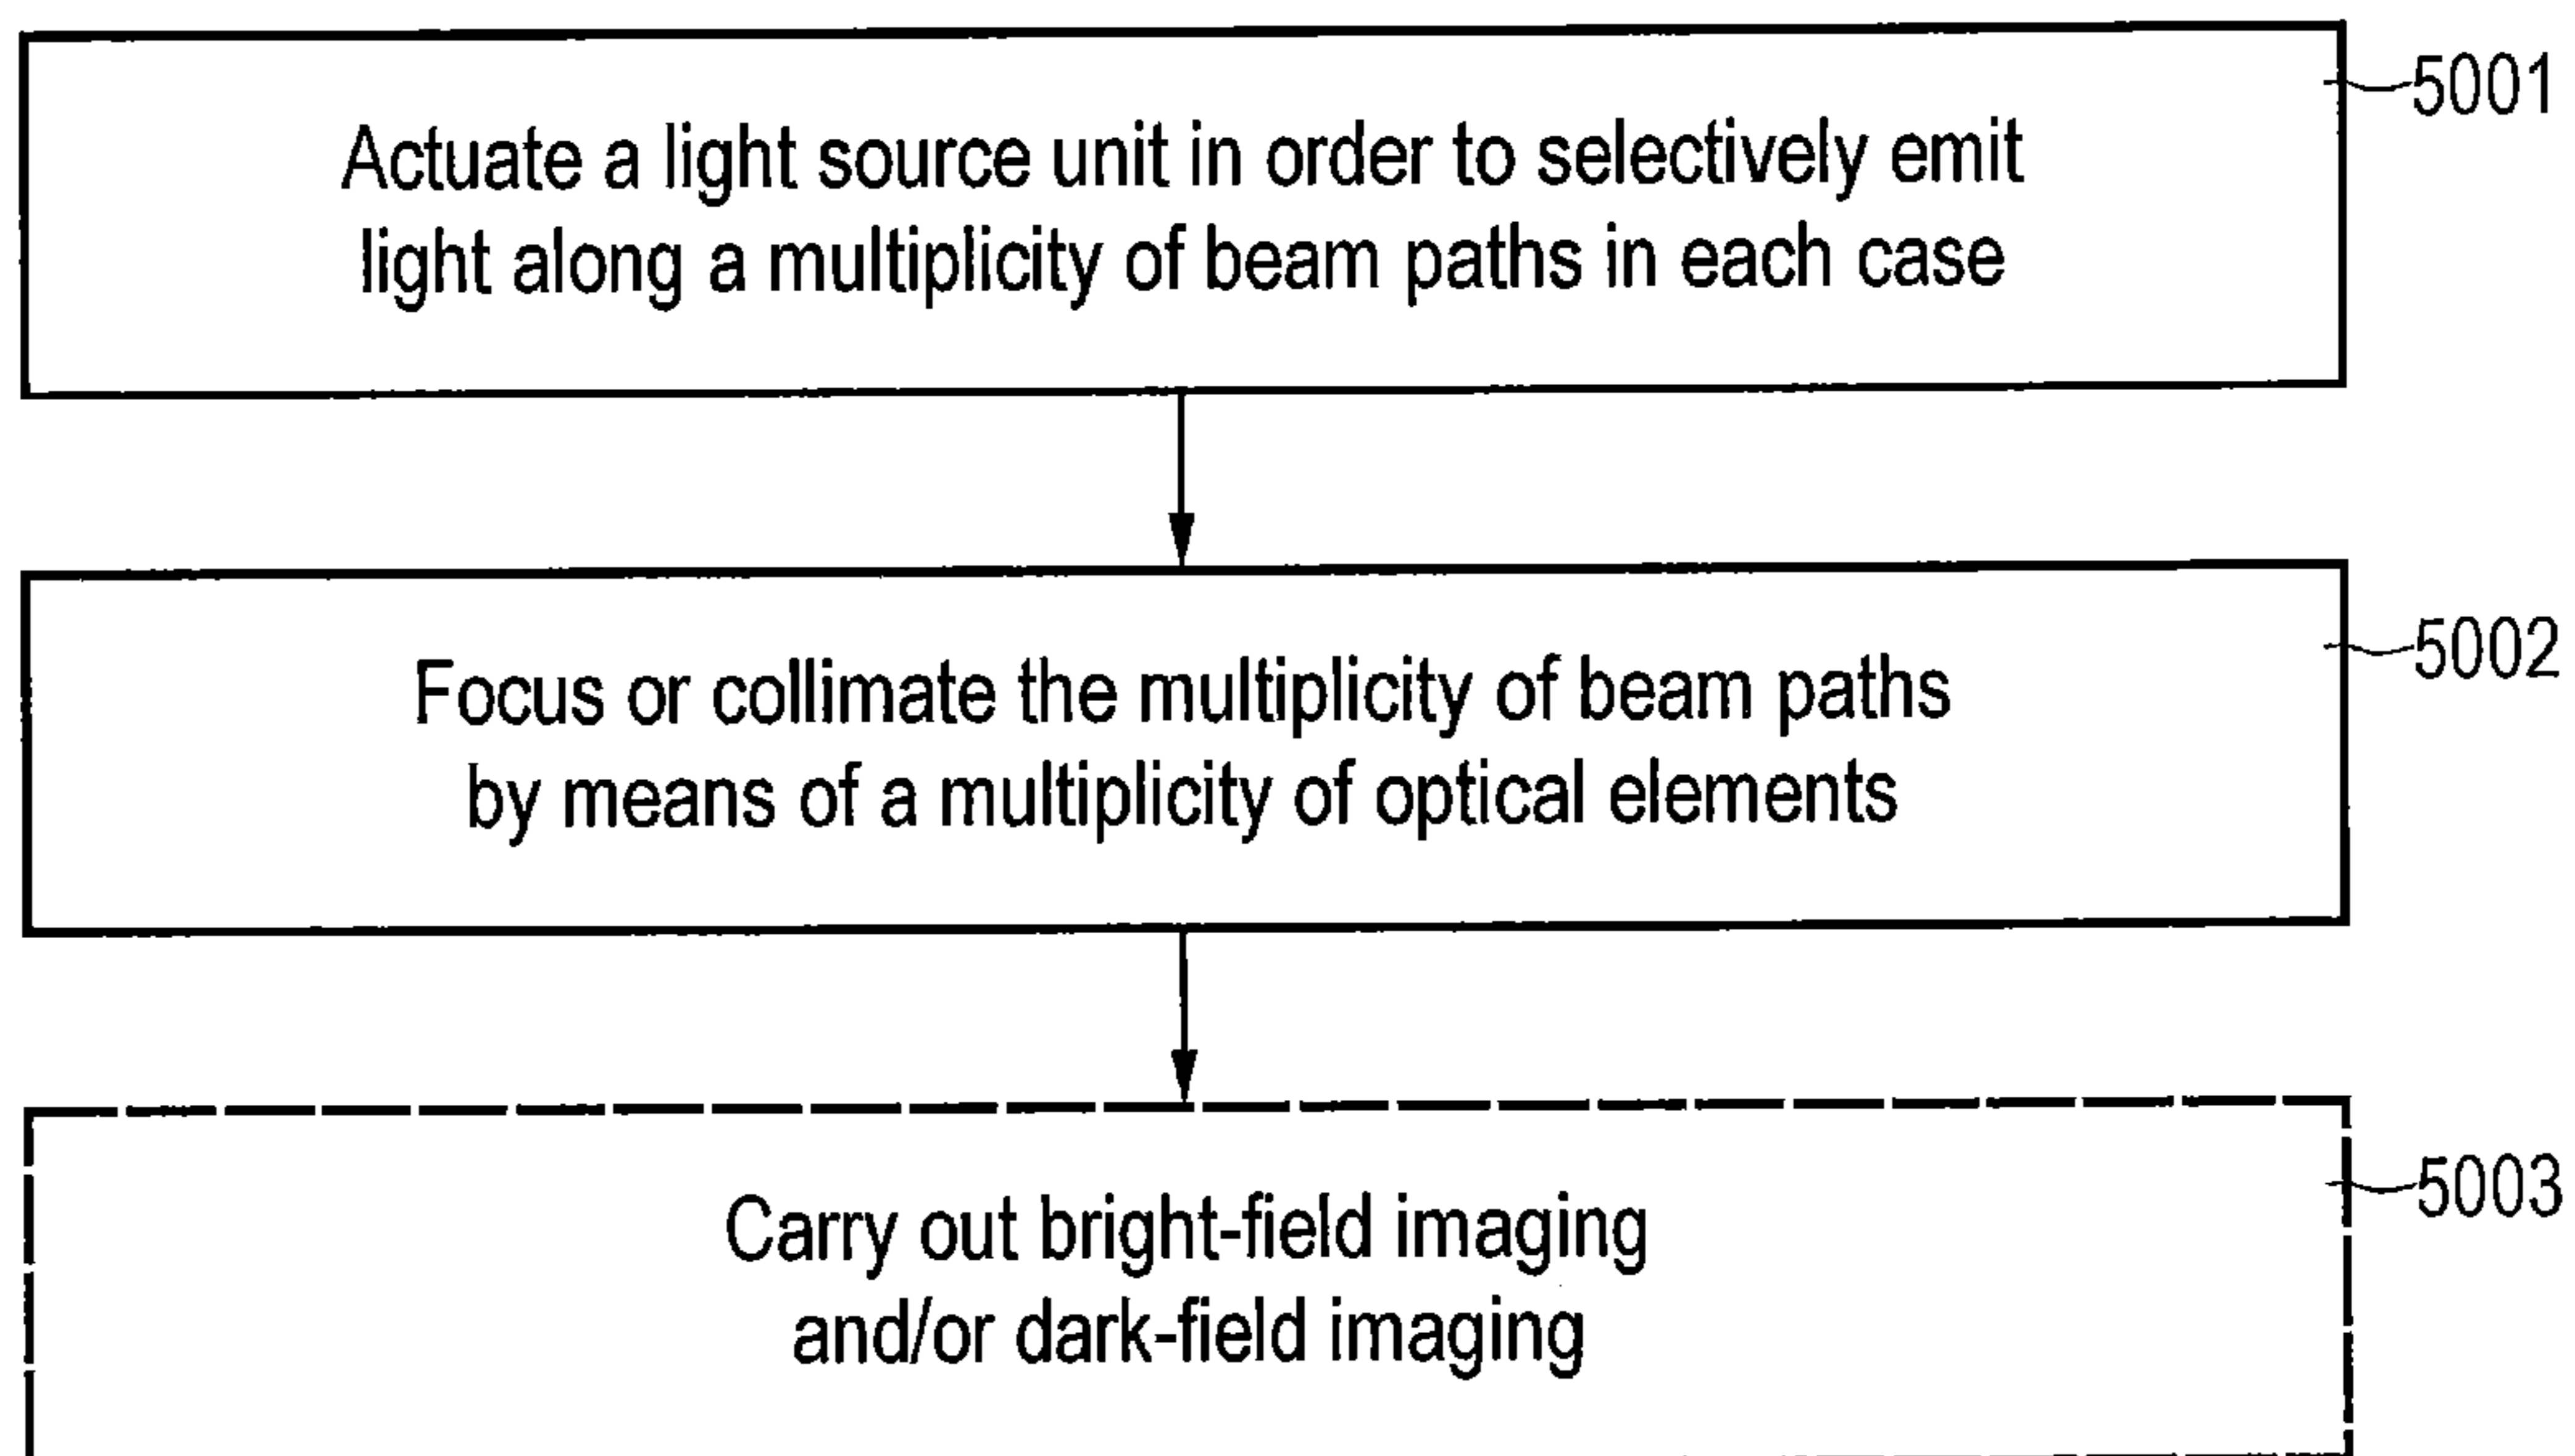 5001
Actuate a light source unit in order to selectively emit
light along a multiplicity of beam paths in each case
5002
Focus or collimate the multiplicity of beam paths
by means of a multiplicity of optical elements
5003
Carry out bright-field imaging
and/or dark-field imaging